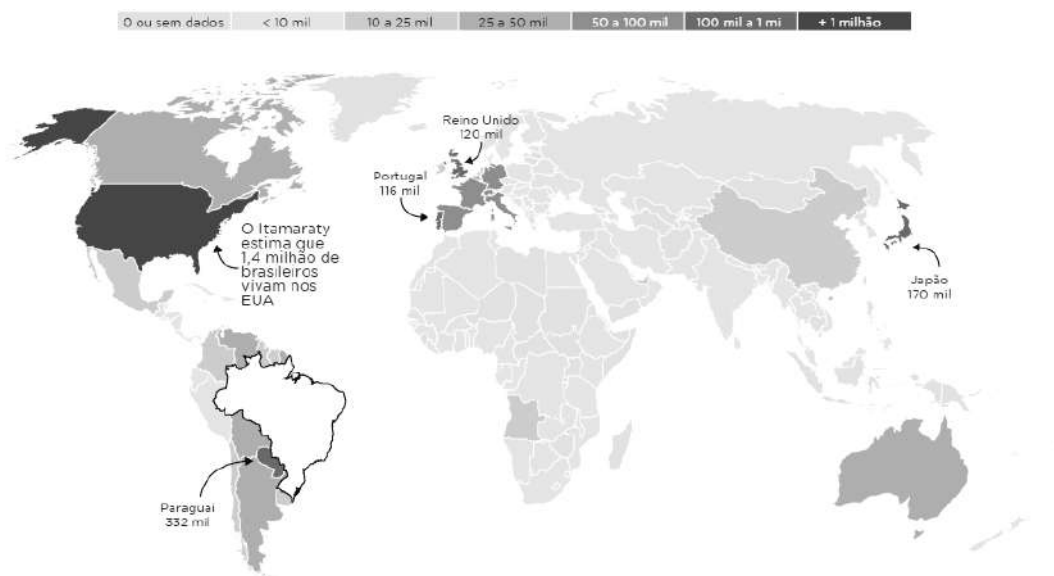 0 ou sem dados < 10 mil 10 a 25 mil 25 a 50 mil 50 a 100 mil 100 mil a 1 mi + 1 milhão
Reino Unido
120 mil
Portugal
116 mil
O Itamaraty
estima que
1,4 milhão de
brasileiros
vivam nos
EUA
Japão
170 mil
Paraguai
332 mil